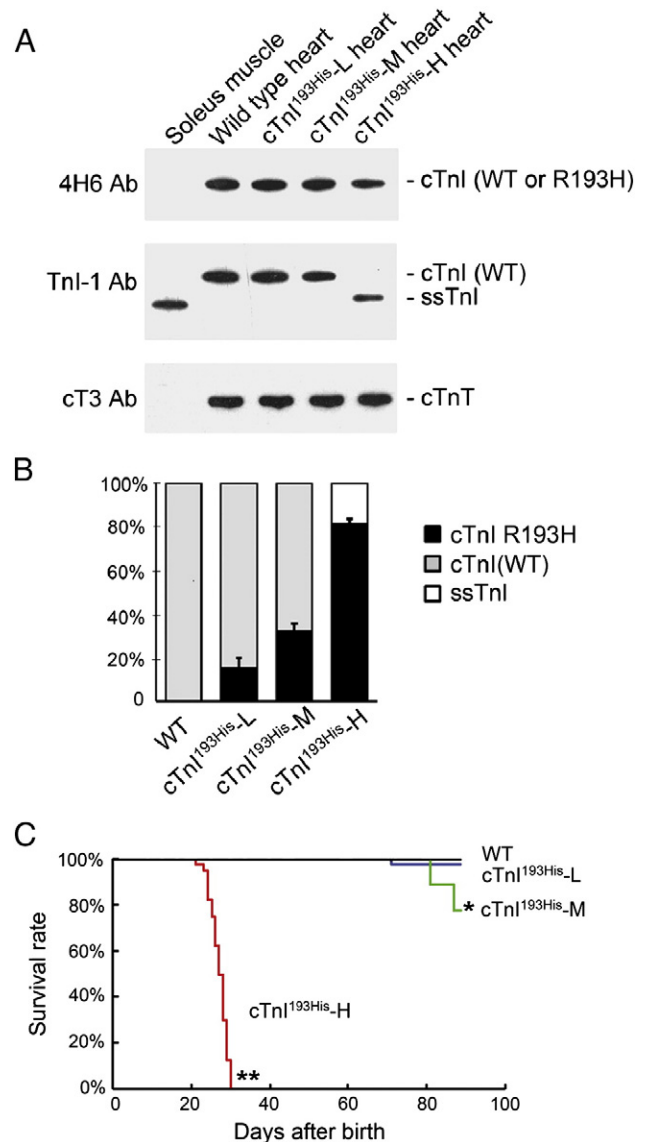 A
Soleus muscle
Wild type heart
cTnI193His-L heart
cTnI193His-M heart
cTnI193His-H heart
4H6 Ab
- cTnI (WT or R193H)
TnI-1 Ab
- cTnI (WT)
- ssTnI
cT3 Ab
- cTnT
B
100%
80%
60%
40%
20%
0
WT
cTnI193His-L
cTnI193His-M
cTnI193His-H
cTnI R193H
cTnI(WT)
ssTnI
C
Survival rate
100%
80%
60%
40%
20%
0%
WT
cTnI193His-L
* cTnI193His-M
cTnI193His-H
**
0 20 40 60 80 100
Days after birth